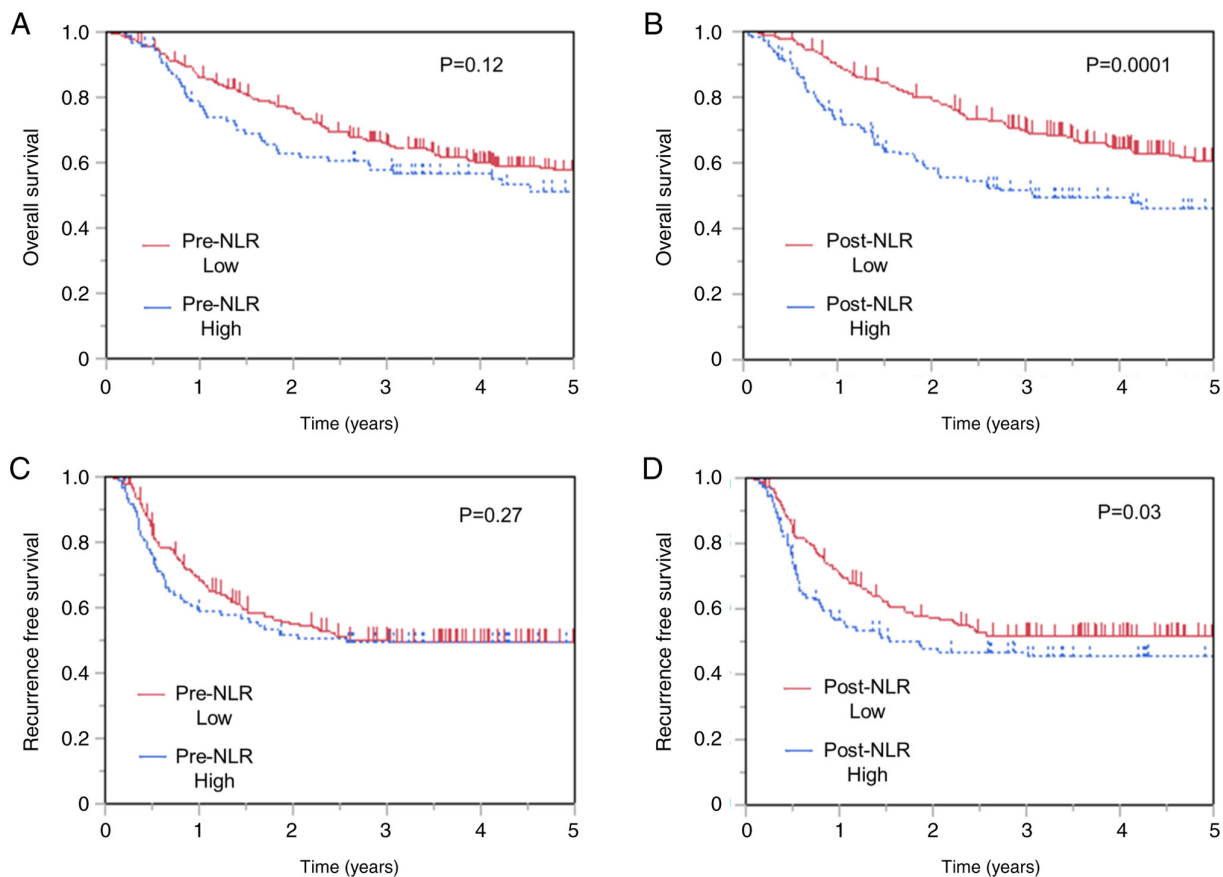 A
1.0
0.8
0.6
0.4
0.2
0
Overall survival
P=0.12
Pre-NLR
Low
Pre-NLR
High
0 1 2 3 4 5
Time (years)
B
1.0
0.8
0.6
0.4
0.2
0
Overall survival
P=0.0001
Post-NLR
Low
Post-NLR
High
0 1 2 3 4 5
Time (years)
C
1.0
0.8
0.6
0.4
0.2
0
Recurrence free survival
P=0.27
Pre-NLR
Low
Pre-NLR
High
0 1 2 3 4 5
Time (years)
D
1.0
0.8
0.6
0.4
0.2
0
Recurrence free survival
P=0.03
Post-NLR
Low
Post-NLR
High
0 1 2 3 4 5
Time (years)